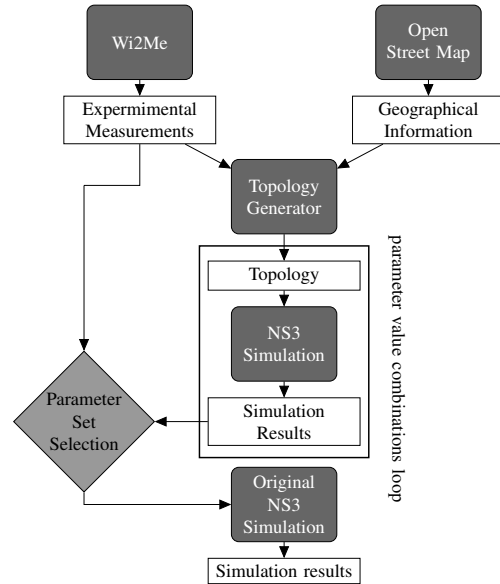 Wi2Me
Open
Street Map
Expermimental
Measurements
Geographical
Information
Topology
Generator
parameter value combinations loop
Topology
NS3
Simulation
Simulation
Results
Parameter
Set
Selection
Original
NS3
Simulation
Simulation results